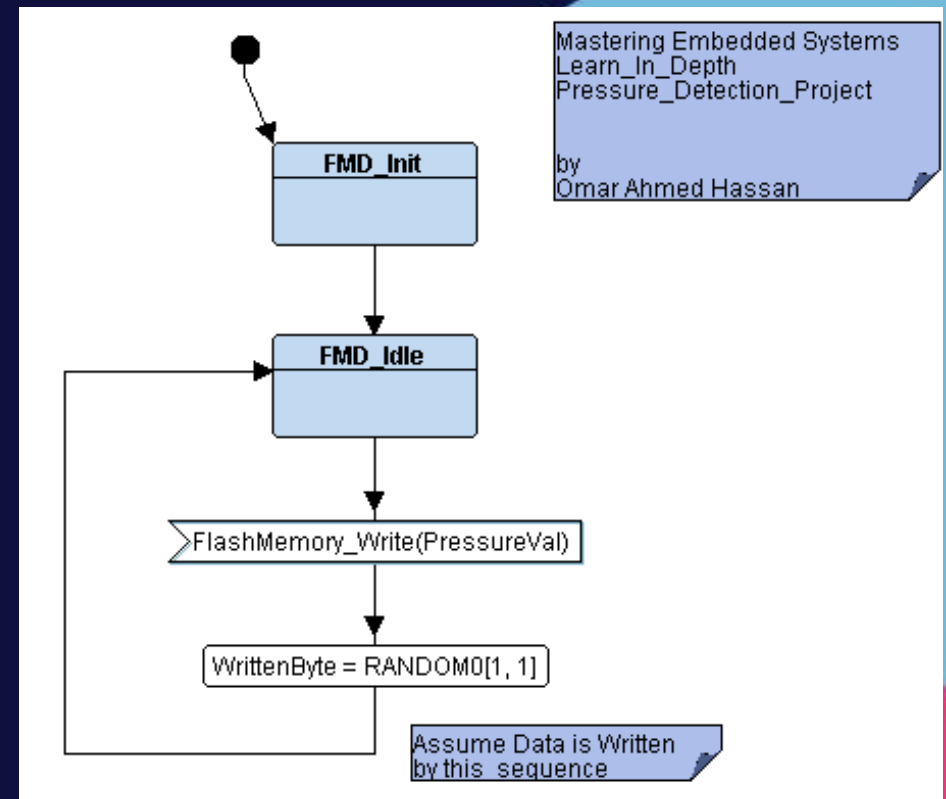 Mastering Embedded Systems
Learn_In_Depth
Pressure_Detection_Project
by
Omar Ahmed Hassan
FMD_Init
FMD_Idle
FlashMemory_Write(PressureVal)
WrittenByte = RANDOM0[1, 1]
Assume Data is Written
by this sequence